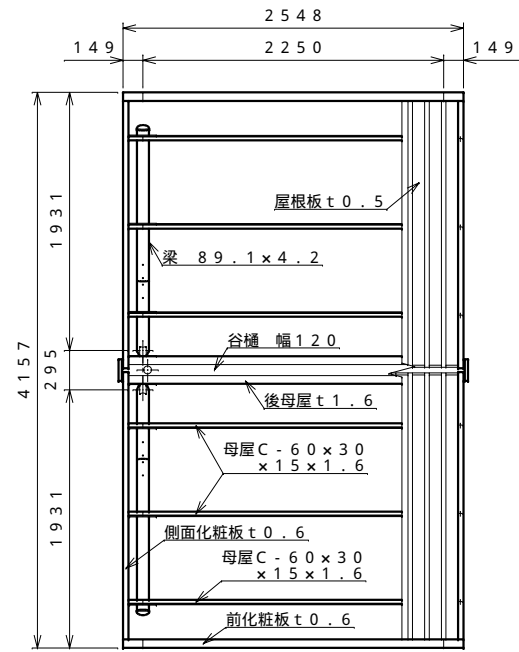 2548
149
2250
149
1931
屋根板t0.5
梁 89.1×4.2
谷樋 幅120
4157
295
後母屋t1.6
母屋C-60×30
×15×1.6
1931
側面化粧板t0.6
母屋C-60×30
×15×1.6
前化粧板t0.6